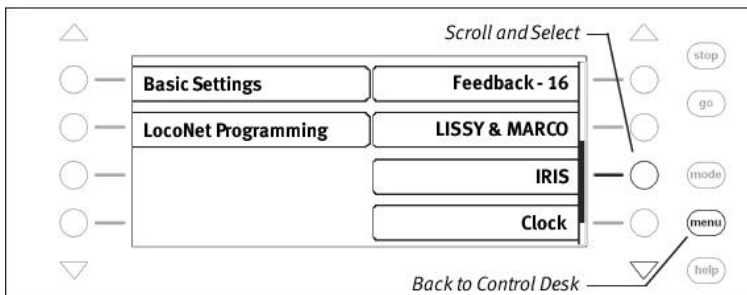 Scroll and Select
stop
Basic Settings
Feedback - 16
go
LocoNet Programming
LISSY & MARCO
IRIS
mode
Clock
menu
help
Back to Control Desk